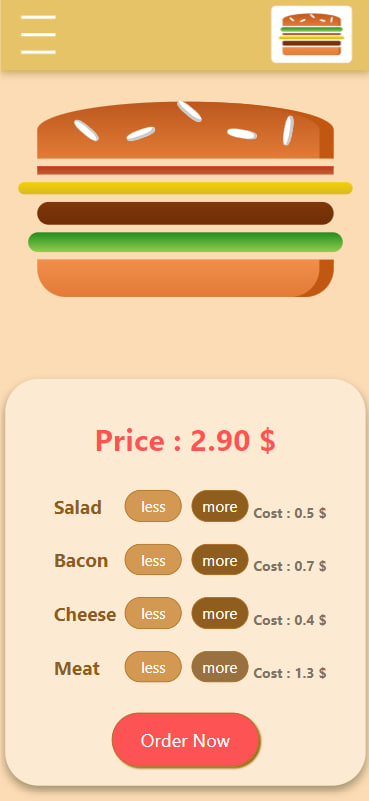 Price : 2.90 $
Salad less more Cost : 0.5 $
Bacon less more Cost : 0.7 $
Cheese less more Cost : 0.4 $
Meat less more Cost : 1.3 $
Order Now